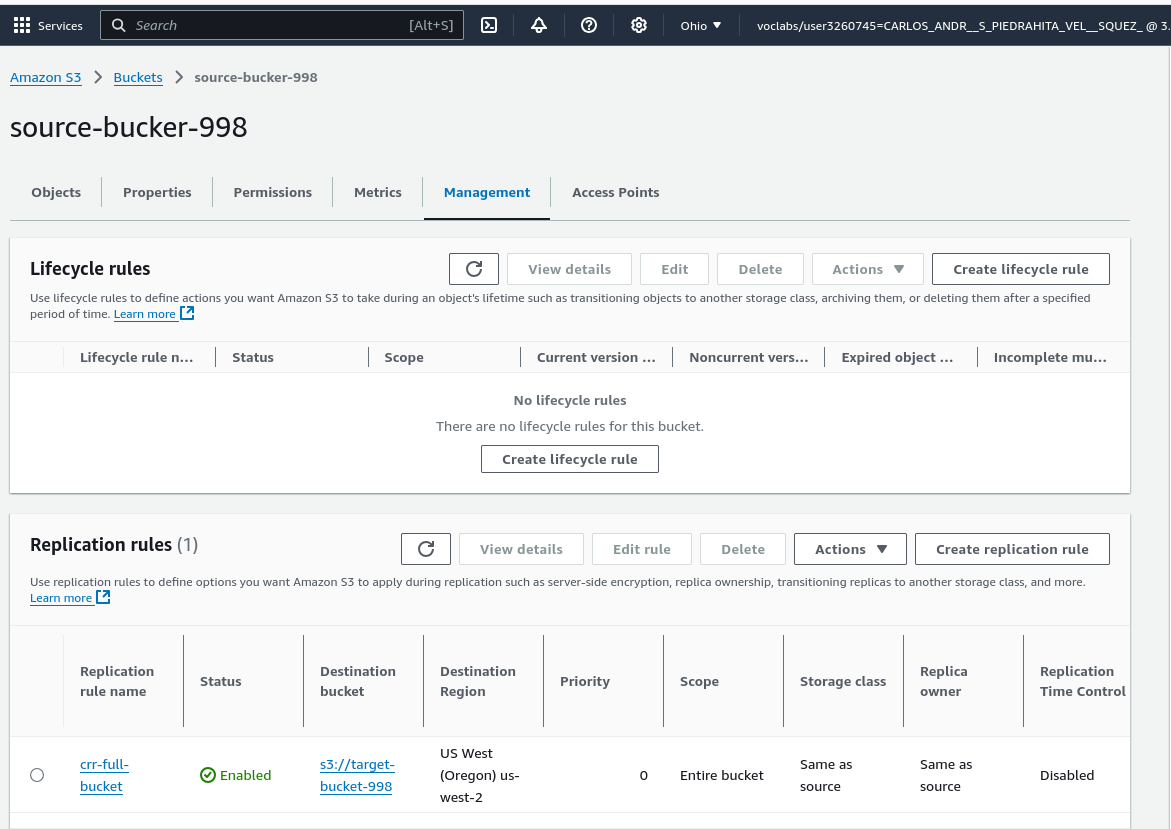 Services
Search [Alt+S]
Ohio
voclabs/user3260745=CARLOS_ANDR__S_PIEDRAHITA_VEL__SQUEZ_ @ 3.
Amazon S3 Buckets source-bucker-998
source-bucker-998
Objects Properties Permissions Metrics Management Access Points
Lifecycle rules
View details Edit Delete Actions Create lifecycle rule
Use lifecycle rules to define actions you want Amazon S3 to take during an object's lifetime such as transitioning objects to another storage class, archiving them, or deleting them after a specified
period of time. Learn more
Lifecycle rule n... Status Scope Current version ... Noncurrent vers... Expired object ... Incomplete mu...
No lifecycle rules
There are no lifecycle rules for this bucket.
Create lifecycle rule
Replication rules (1)
View details Edit rule Delete Actions Create replication rule
Use replication rules to define options you want Amazon S3 to apply during replication such as server-side encryption, replica ownership, transitioning replicas to another storage class, and more.
Learn more
Replication
rule name
Status
Destination
bucket
Destination
Region
Priority
Scope
Storage class
Replica
owner
Replication
Time Control
crr-full-
bucket
Enabled
s3://target-
bucket-998
US West
(Oregon) us-
west-2
0
Entire bucket
Same as
source
Same as
source
Disabled